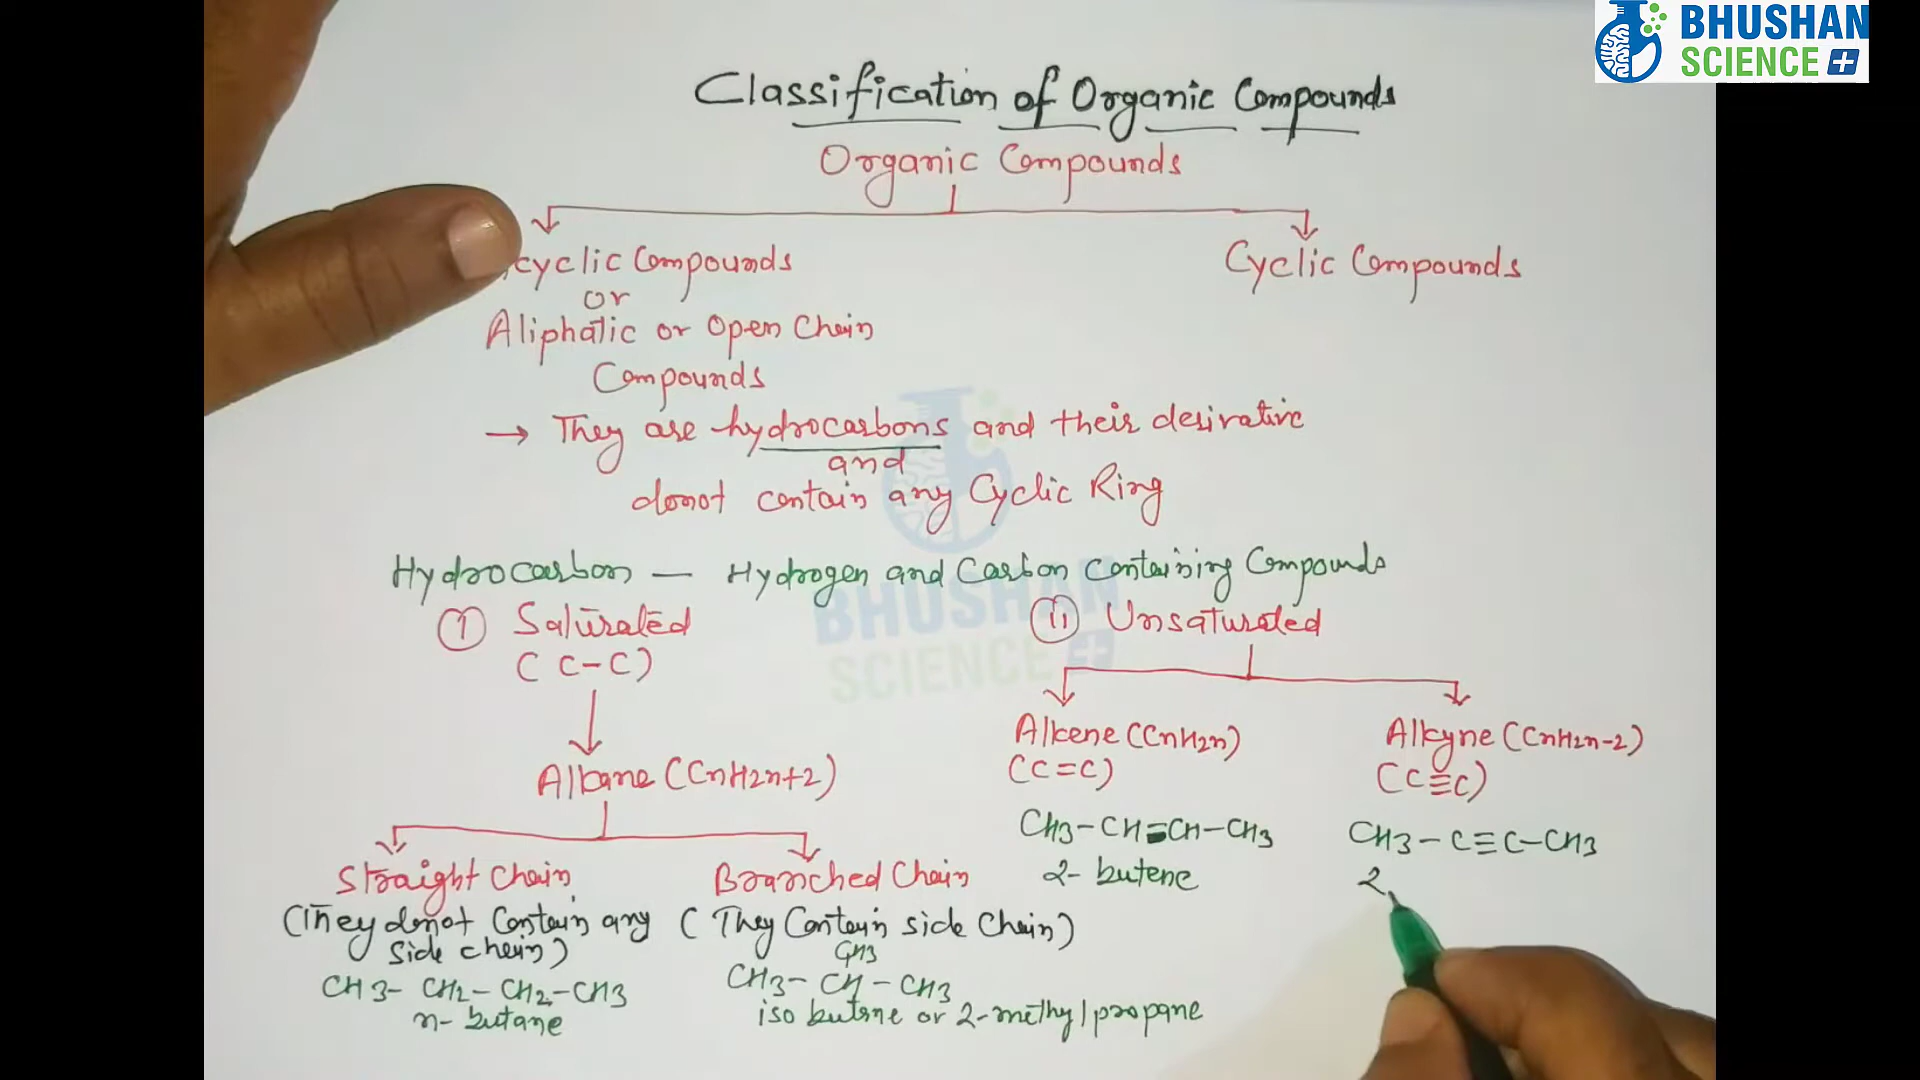 BHUSHAN
SCIENCE
Classification of Organic Compounds
Organic Compounds
cyclic Compounds
Cyclic Compounds
or
Aliphatic or Open Chain
Compounds
→ They are hydrocarbons and their derivative
and
donot contain any Cyclic Ring
Hydrocarbon — Hydrogen and Carbon Containing Compounds
(I) Saturated
(ii) Unsaturated
(C-C)
Alkene (CnH2n)
Alkyne (CnH2n-2)
(C=C)
(C≡C)
Alkane (CnH2n+2)
CH3-CH=CH-CH3
CH3-C≡C-CH3
2-butene
2
Straight Chain
Branched Chain
(They donot Contain any
side chain)
(They Contain side Chain)
CH3
CH3-CH2-CH2-CH3
CH3-CH-CH3
n-butane
iso butane or 2-methylpropane
BHUSHAN
SCIENCE